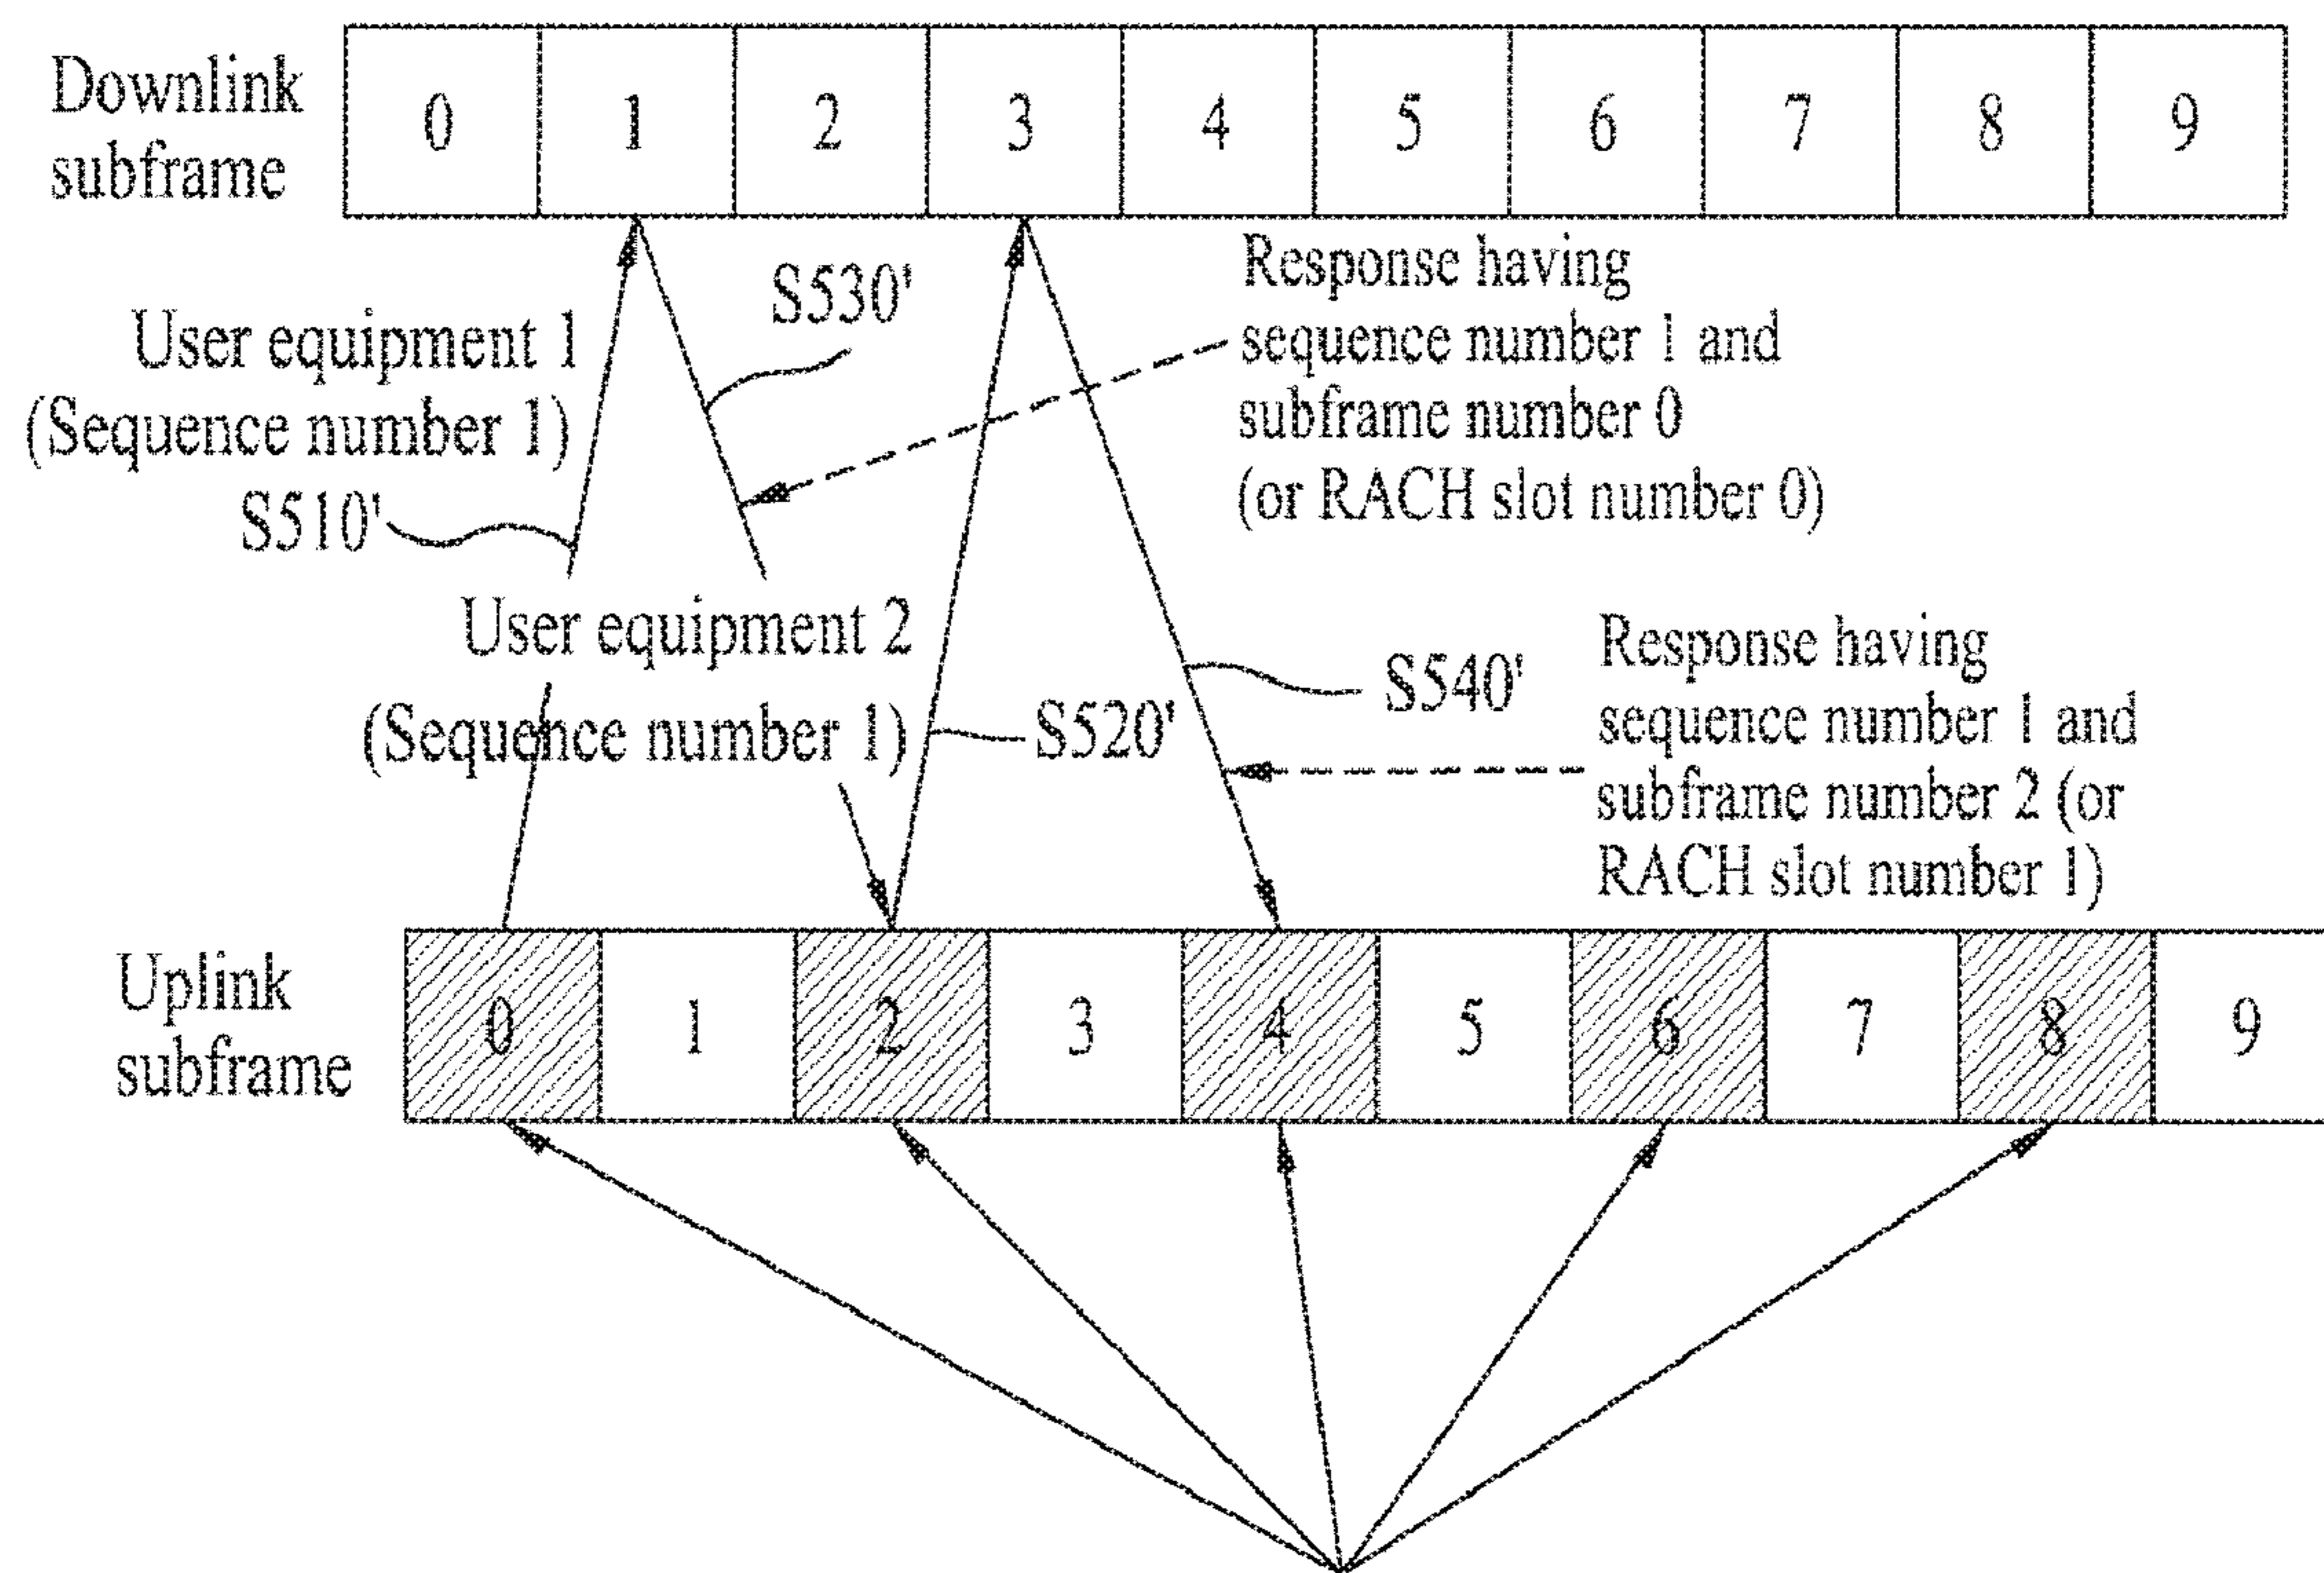 Downlink
subframe
0 1 2 3 4 5 6 7 8 9
User equipment 1
(Sequence number 1)
S510'
S530'
Response having
sequence number 1 and
subframe number 0
(or RACH slot number 0)
User equipment 2
(Sequence number 1)
S520'
S540'
Response having
sequence number 1 and
subframe number 2 (or
RACH slot number 1)
Uplink
subframe
0 1 2 3 4 5 6 7 8 9